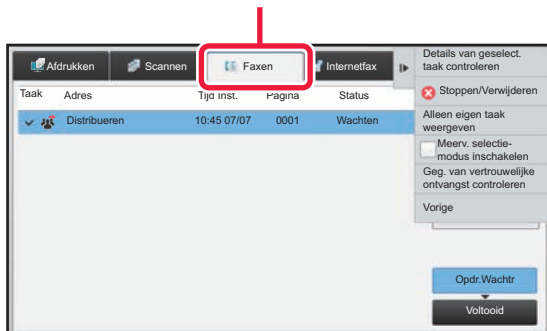 Afdrukken Scannen Faxen Internetfax
Taak Adres Tijd Inst. Pagina Status
Distribueren 10:45 07/07 0001 Wachten
Details van geselect.
taak controleren
Stoppen/Verwijderen
Alleen eigen taak
weergeven
Meerv. selectie-
modus inschakelen
Geg. van vertrouwelijke
ontvangst controleren
Vorige
Opdr.Wachtr
Voltooid